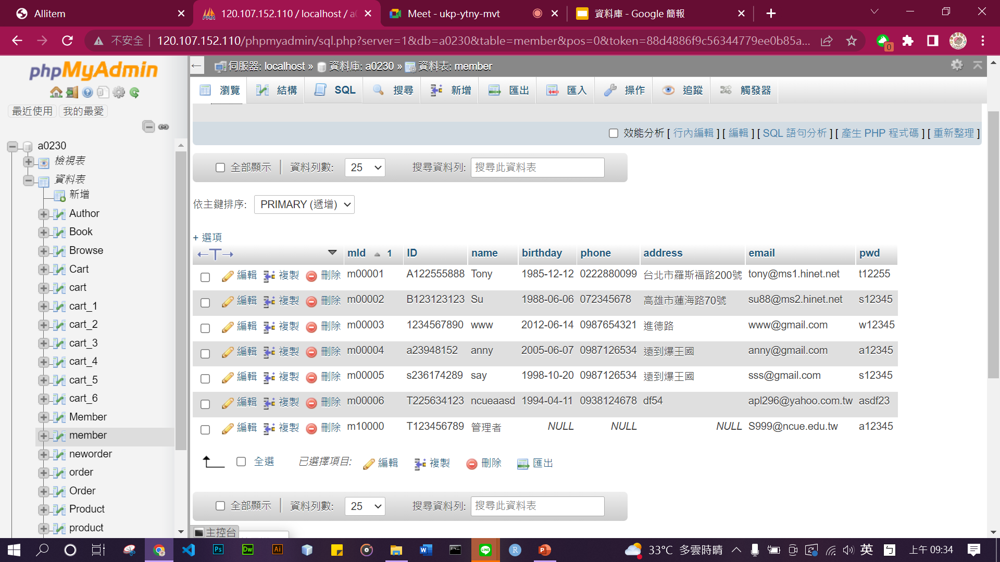 Allitem
120.107.152.110 / localhost / a0
Meet - ukp-ytny-mvt
資料庫 - Google 簡報
不安全
120.107.152.110/phpmyadmin/sql.php?server=1&db=a0230&table=member&pos=0&token=88d4886f9c56344779ee0b85a...
0
phpMyAdmin
最近使用 我的最愛
a0230
檢視表
資料表
新增
Author
Book
Browse
Cart
cart
cart_1
cart_2
cart_3
cart_4
cart_5
cart_6
Member
member
neworder
order
Order
Product
product
伺服器: localhost » 資料庫: a0230 » 資料表: member
瀏覽 結構 SQL 搜尋 新增 匯出 匯入 操作 追蹤 觸發器
效能分析 [ 行內編輯 ] [ 編輯 ] [ SQL 語句分析 ] [ 產生 PHP 程式碼 ] [ 重新整理 ]
全部顯示 資料列數: 25 搜尋資料列: 搜尋此資料表
依主鍵排序: PRIMARY (遞增)
+ 選項
←T→ mId 1 ID name birthday phone address email pwd
編輯 複製 刪除 m00001 A122555888 Tony 1985-12-12 0222880099 台北市羅斯福路200號 tony@ms1.hinet.net t12255
編輯 複製 刪除 m00002 B123123123 Su 1988-06-06 072345678 高雄市蓮海路70號 su88@ms2.hinet.net s12345
編輯 複製 刪除 m00003 1234567890 www 2012-06-14 0987654321 進德路 www@gmail.com w12345
編輯 複製 刪除 m00004 a23948152 anny 2005-06-07 0987126534 遠到爆王國 anny@gmail.com a12345
編輯 複製 刪除 m00005 s236174289 say 1998-10-20 0987126534 遠到爆王國 sss@gmail.com s12345
編輯 複製 刪除 m00006 T225634123 ncueaasd 1994-04-11 0938124678 df54 apl296@yahoo.com.tw asdf23
編輯 複製 刪除 m10000 T123456789 管理者 NULL NULL NULL S999@ncue.edu.tw a12345
全選 已選擇項目: 編輯 複製 刪除 匯出
全部顯示 資料列數: 25 搜尋資料列: 搜尋此資料表
主控台
Ps Dw Ai W LINE R P
33°C 多雲時晴 英 ㄅ 上午 09:34